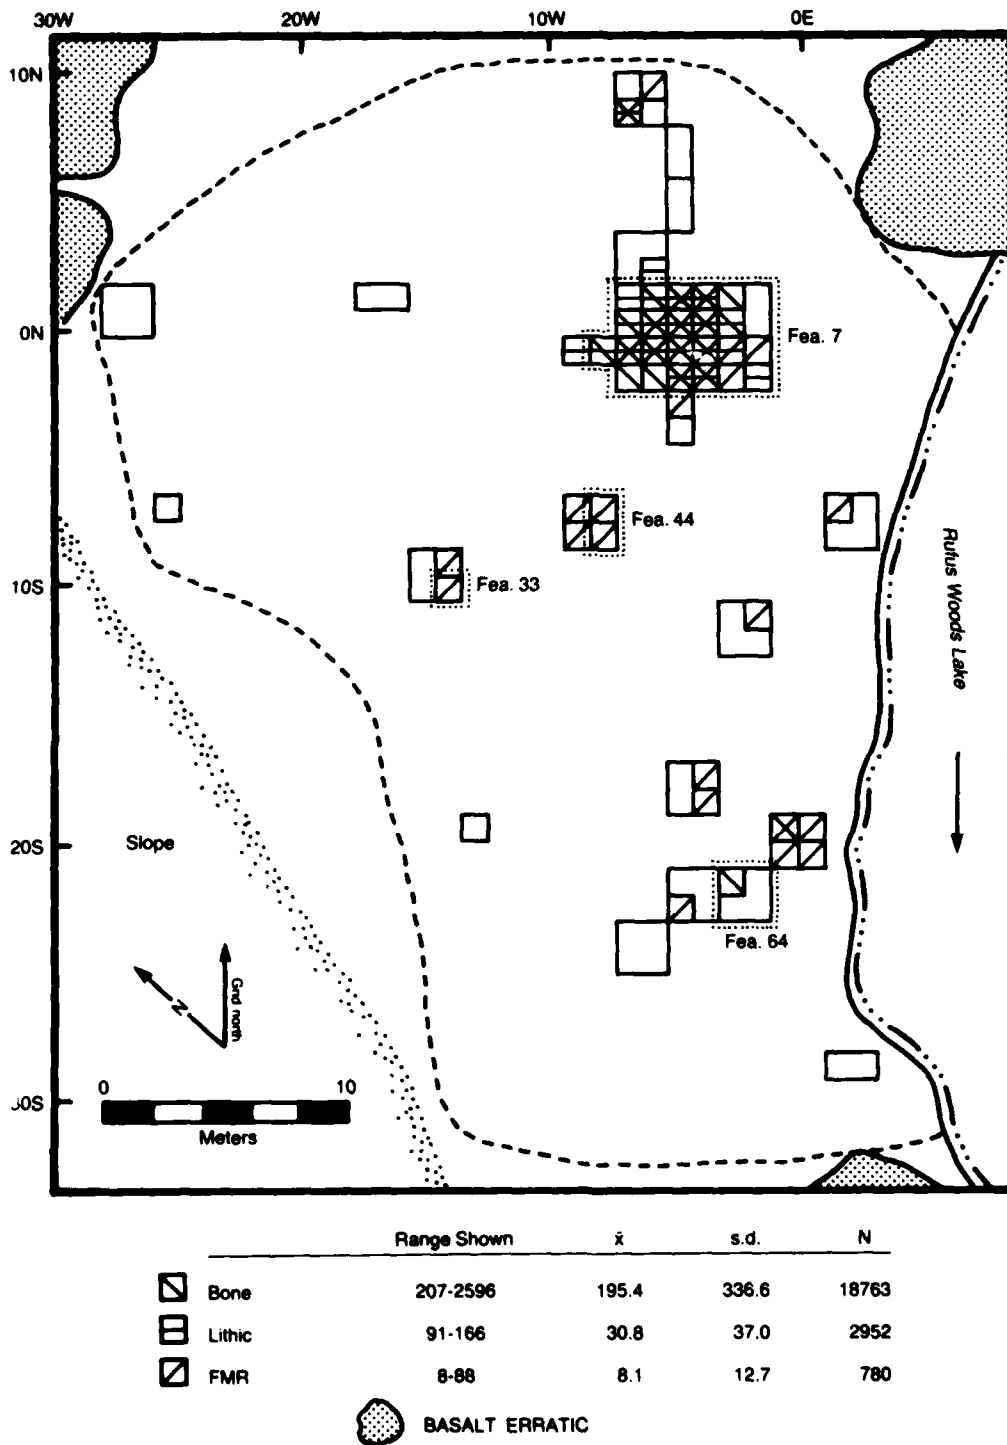 30W 20W 10W 0E
10N
0N
Fea. 7
Fea. 44
Fea. 33
10S
Rufus Woods Lake
20S
Slope
Fea. 64
N
Grid north
0 10
30S
Meters
Range Shown x̄ s.d. N
Bone 207-2596 195.4 336.6 18763
Lithic 91-166 30.8 37.0 2952
FMR 8-88 8.1 12.7 780
BASALT ERRATIC